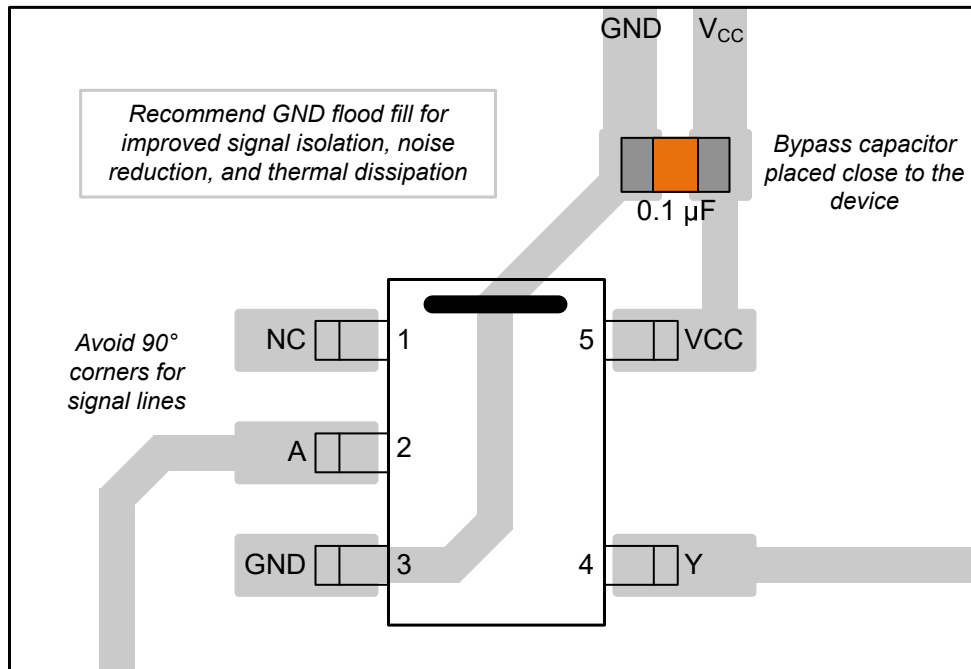 GND
VCC
Recommend GND flood fill for
improved signal isolation, noise
reduction, and thermal dissipation
Bypass capacitor
placed close to the
device
0.1 µF
Avoid 90°
corners for
signal lines
NC
1
5
VCC
A
2
GND
3
4
Y